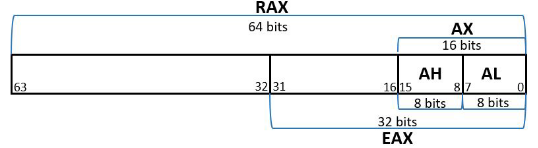 RAX
64 bits
AX
16 bits
AH AL
63 32 31 16 15 8 7 0
8 bits 8 bits
32 bits
EAX